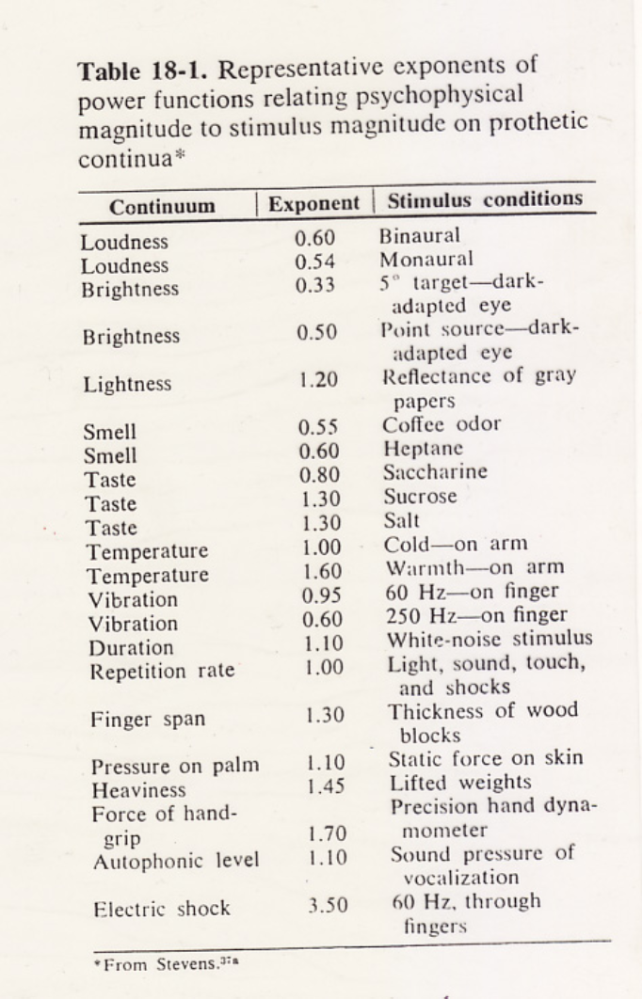 Table 18-1. Representative exponents of
power functions relating psychophysical
magnitude to stimulus magnitude on prothetic
continua*
Continuum | Exponent | Stimulus conditions
Loudness 0.60 Binaural
Loudness 0.54 Monaural
Brightness 0.33 5° target—dark-
adapted eye
Brightness 0.50 Point source—dark-
adapted eye
Lightness 1.20 Reflectance of gray
papers
Smell 0.55 Coffee odor
Smell 0.60 Heptane
Taste 0.80 Saccharine
Taste 1.30 Sucrose
Taste 1.30 Salt
Temperature 1.00 Cold—on arm
Temperature 1.60 Warmth—on arm
Vibration 0.95 60 Hz—on finger
Vibration 0.60 250 Hz—on finger
Duration 1.10 White-noise stimulus
Repetition rate 1.00 Light, sound, touch,
and shocks
Finger span 1.30 Thickness of wood
blocks
Pressure on palm 1.10 Static force on skin
Heaviness 1.45 Lifted weights
Force of hand- Precision hand dyna-
grip 1.70 mometer
Autophonic level 1.10 Sound pressure of
vocalization
Electric shock 3.50 60 Hz, through
fingers
*From Stevens.³⁷ᵃ